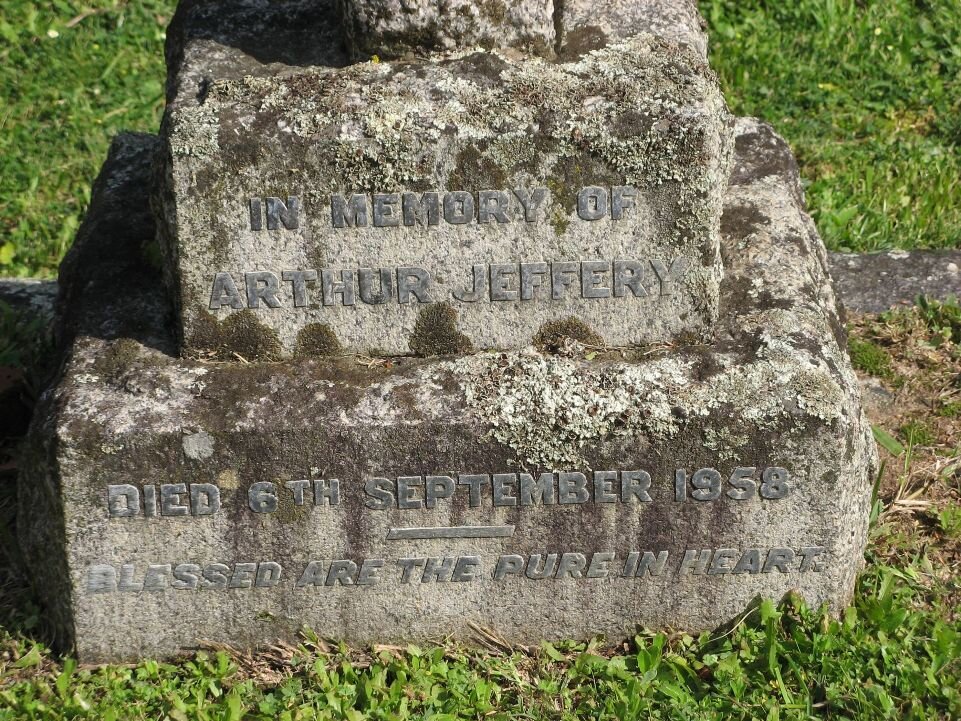 IN MEMORY OF
ARTHUR JEFFERY
DIED 6TH SEPTEMBER 1958
BLESSED ARE THE PURE IN HEART.